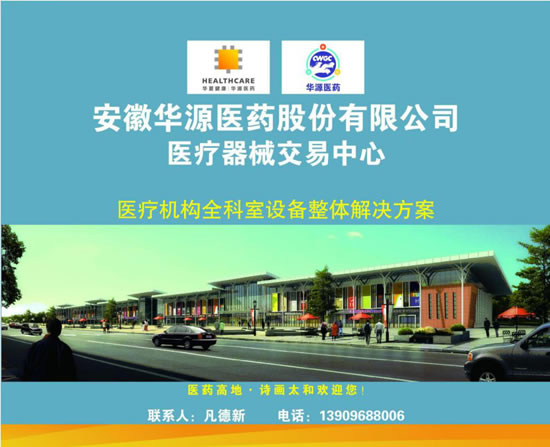 HEALTHCARE
华夏健康·华源医药
CWGC
华源医药
安徽华源医药股份有限公司
医疗器械交易中心
医疗机构全科室设备整体解决方案
医药高地·诗画太和欢迎您!
联系人:凡德新 电话:13909688006